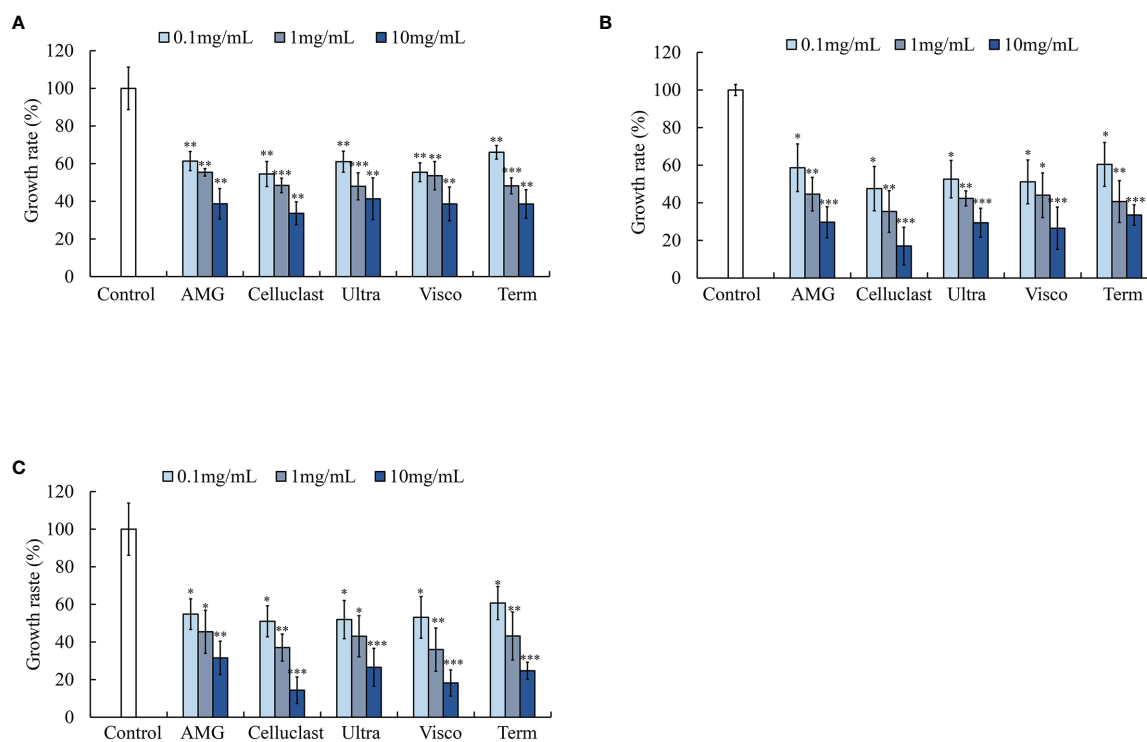 A
0.1mg/mL 1mg/mL 10mg/mL
Growth rate (%)
120
100
80
60
40
20
0
** ** ** ** *** ** ** *** ** ** ** ** ** *** **
Control AMG Celluclast Ultra Visco Term
B
0.1mg/mL 1mg/mL 10mg/mL
Growth rate (%)
120
100
80
60
40
20
0
* ** *** * ** *** * ** *** * * *** * ** ***
Control AMG Celluclast Ultra Visco Term
C
0.1mg/mL 1mg/mL 10mg/mL
Growth raste (%)
120
100
80
60
40
20
0
* * ** * ** *** * * *** * ** *** * ** ***
Control AMG Celluclast Ultra Visco Term